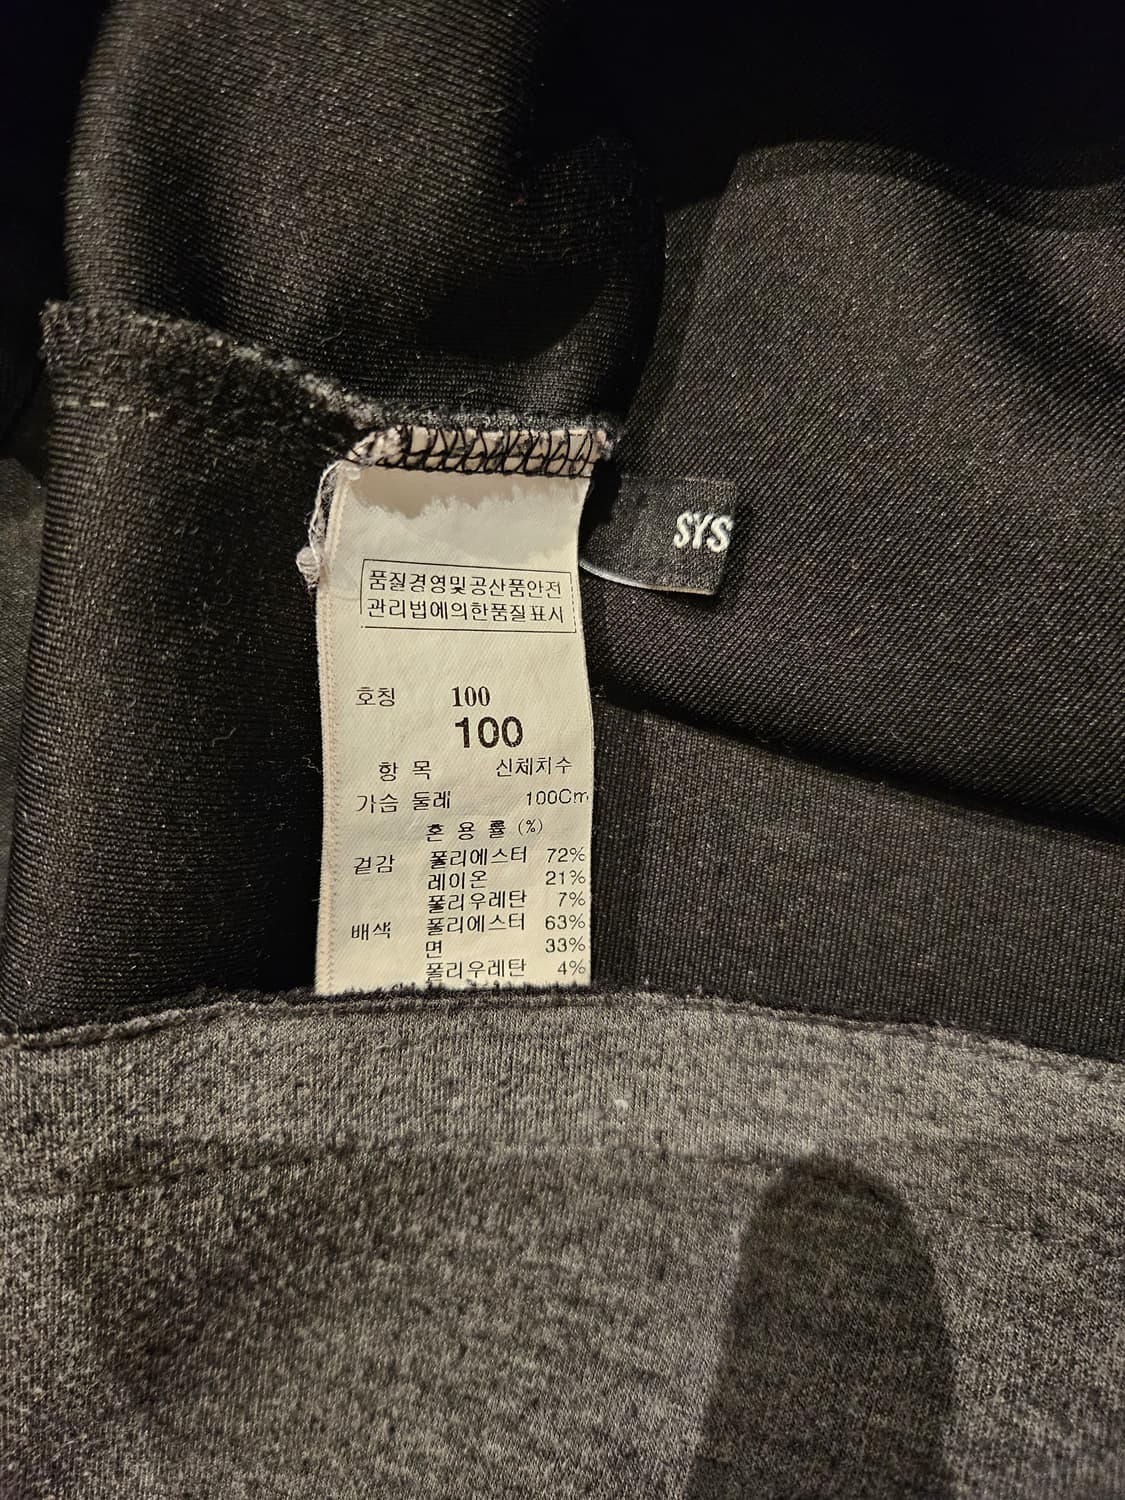 SYS
품질경영및공산품안전
관리법에의한품질표시
호칭 100
100
항 목 신체치수
가슴 둘레 100Cm
혼 용 률 (%)
겉감 폴리에스터 72%
레이온 21%
폴리우레탄 7%
배색 폴리에스터 63%
면 33%
폴리우레탄 4%